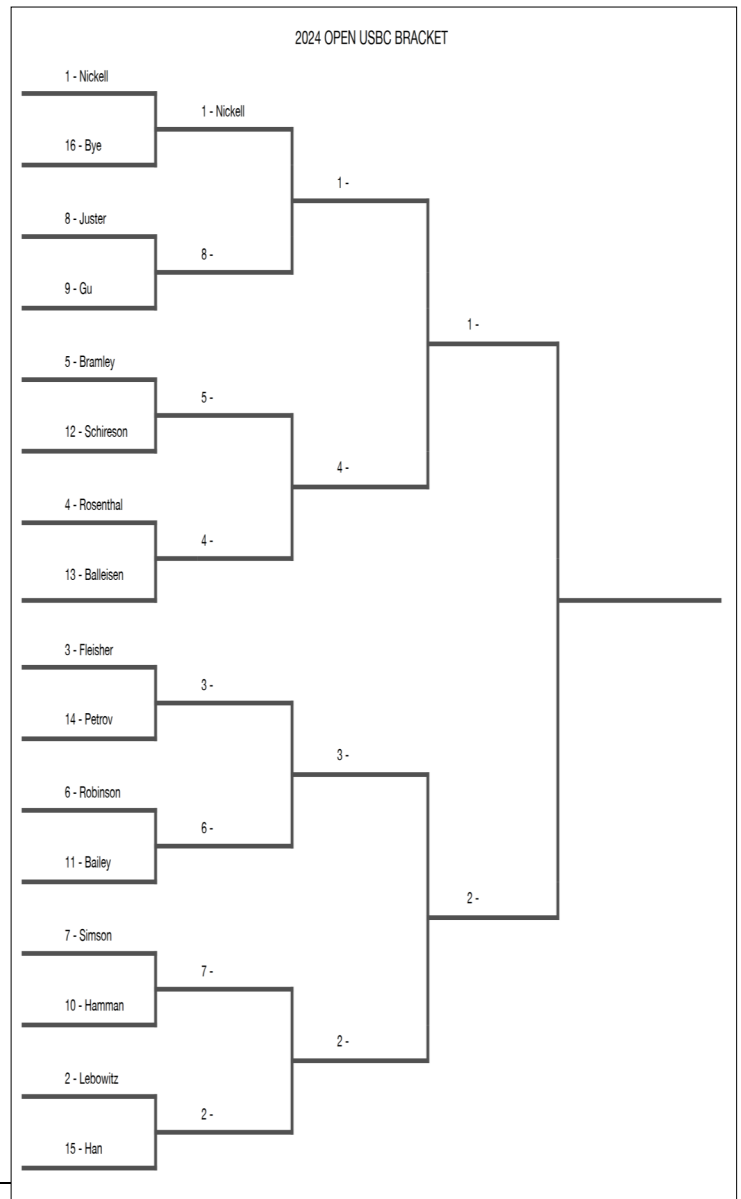 2024 OPEN USBC BRACKET
1 - Nickell
1 - Nickell
16 - Bye
1 -
8 - Juster
8 -
9 - Gu
1 -
5 - Bramley
5 -
12 - Schireson
4 -
4 - Rosenthal
4 -
13 - Balleisen
3 - Fleisher
3 -
14 - Petrov
3 -
6 - Robinson
6 -
11 - Bailey
2 -
7 - Simson
7 -
10 - Hamman
2 -
2 - Lebowitz
2 -
15 - Han